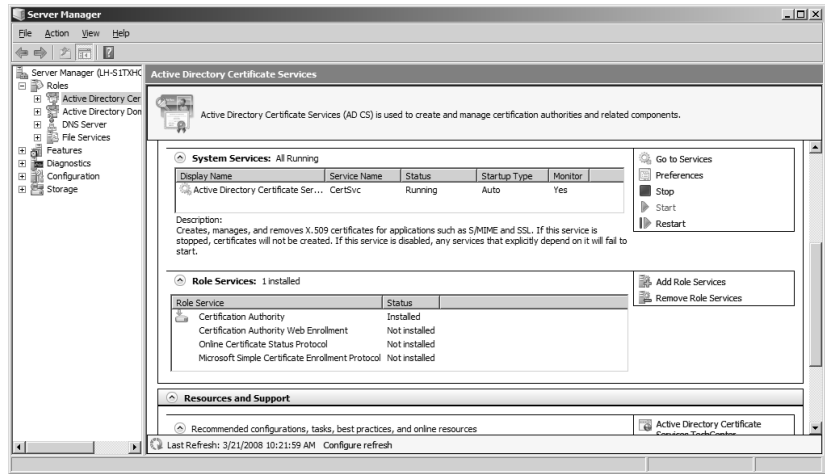 Server Manager
File Action View Help
Server Manager (LH-S1TXHC
Roles
Active Directory Cer
Active Directory Don
DNS Server
File Services
Features
Diagnostics
Configuration
Storage
Active Directory Certificate Services
Active Directory Certificate Services (AD CS) is used to create and manage certification authorities and related components.
System Services: All Running
Display Name Service Name Status Startup Type Monitor
Active Directory Certificate Ser... CertSvc Running Auto Yes
Description:
Creates, manages, and removes X.509 certificates for applications such as S/MIME and SSL. If this service is
stopped, certificates will not be created. If this service is disabled, any services that explicitly depend on it will fail to
start.
Go to Services
Preferences
Stop
Start
Restart
Role Services: 1 installed
Role Service Status
Certification Authority Installed
Certification Authority Web Enrollment Not installed
Online Certificate Status Protocol Not installed
Microsoft Simple Certificate Enrollment Protocol Not installed
Add Role Services
Remove Role Services
Resources and Support
Recommended configurations, tasks, best practices, and online resources
Active Directory Certificate
Services TechCenter
Last Refresh: 3/21/2008 10:21:59 AM Configure refresh